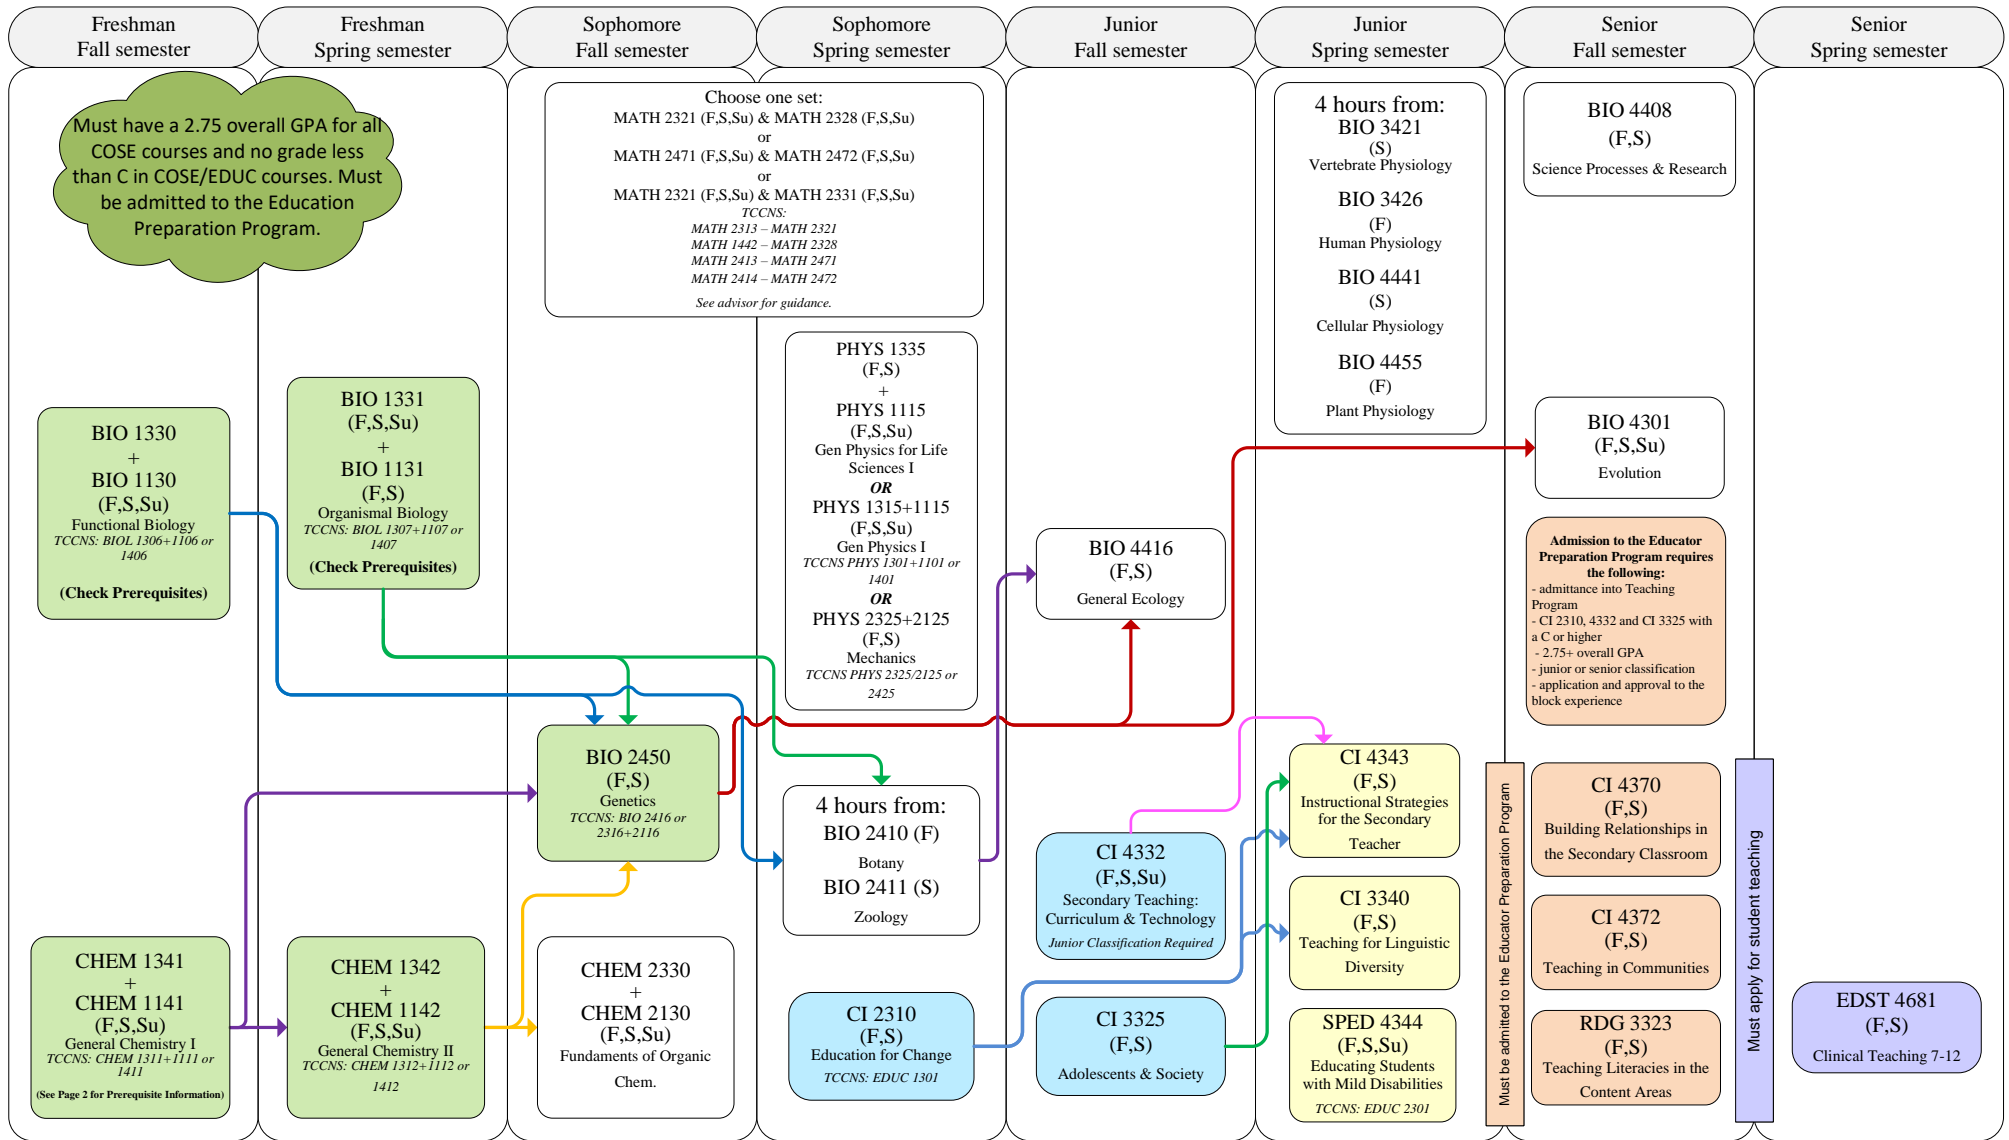 Freshman
Fall semester
Freshman
Spring semester
Sophomore
Fall semester
Sophomore
Spring semester
Junior
Fall semester
Junior
Spring semester
Senior
Fall semester
Senior
Spring semester
Must have a 2.75 overall GPA for all
COSE courses and no grade less
than C in COSE/EDUC courses. Must
be admitted to the Education
Preparation Program.
BIO 1330
+
BIO 1130
(F,S,Su)
Functional Biology
TCCNS: BIOL 1306+1106 or
1406
(Check Prerequisites)
CHEM 1341
+
CHEM 1141
(F,S,Su)
General Chemistry I
TCCNS: CHEM 1311+1111 or
1411
(See Page 2 for Prerequisite Information)
BIO 1331
(F,S,Su)
+
BIO 1131
(F,S)
Organismal Biology
TCCNS: BIOL 1307+1107 or
1407
(Check Prerequisites)
CHEM 1342
+
CHEM 1142
(F,S,Su)
General Chemistry II
TCCNS: CHEM 1312+1112 or
1412
Choose one set:
MATH 2321 (F,S,Su) & MATH 2328 (F,S,Su)
or
MATH 2471 (F,S,Su) & MATH 2472 (F,S,Su)
or
MATH 2321 (F,S,Su) & MATH 2331 (F,S,Su)
TCCNS:
MATH 2313 – MATH 2321
MATH 1442 – MATH 2328
MATH 2413 – MATH 2471
MATH 2414 – MATH 2472
See advisor for guidance.
BIO 2450
(F,S)
Genetics
TCCNS: BIO 2416 or
2316+2116
CHEM 2330
+
CHEM 2130
(F,S,Su)
Fundaments of Organic
Chem.
PHYS 1335
(F,S)
+
PHYS 1115
(F,S,Su)
Gen Physics for Life
Sciences I
OR
PHYS 1315+1115
(F,S,Su)
Gen Physics I
TCCNS PHYS 1301+1101 or
1401
OR
PHYS 2325+2125
(F,S)
Mechanics
TCCNS PHYS 2325/2125 or
2425
4 hours from:
BIO 2410 (F)
Botany
BIO 2411 (S)
Zoology
CI 2310
(F,S)
Education for Change
TCCNS: EDUC 1301
BIO 4416
(F,S)
General Ecology
CI 4332
(F,S,Su)
Secondary Teaching:
Curriculum & Technology
Junior Classification Required
CI 3325
(F,S)
Adolescents & Society
4 hours from:
BIO 3421
(S)
Vertebrate Physiology
BIO 3426
(F)
Human Physiology
BIO 4441
(S)
Cellular Physiology
BIO 4455
(F)
Plant Physiology
CI 4343
(F,S)
Instructional Strategies
for the Secondary
Teacher
CI 3340
(F,S)
Teaching for Linguistic
Diversity
SPED 4344
(F,S,Su)
Educating Students
with Mild Disabilities
TCCNS: EDUC 2301
Must be admitted to the Educator Preparation Program
BIO 4408
(F,S)
Science Processes & Research
BIO 4301
(F,S,Su)
Evolution
Admission to the Educator
Preparation Program requires
the following:
- admittance into Teaching
Program
- CI 2310, 4332 and CI 3325 with
a C or higher
- 2.75+ overall GPA
- junior or senior classification
- application and approval to the
block experience
CI 4370
(F,S)
Building Relationships in
the Secondary Classroom
CI 4372
(F,S)
Teaching in Communities
RDG 3323
(F,S)
Teaching Literacies in the
Content Areas
Must apply for student teaching
EDST 4681
(F,S)
Clinical Teaching 7-12